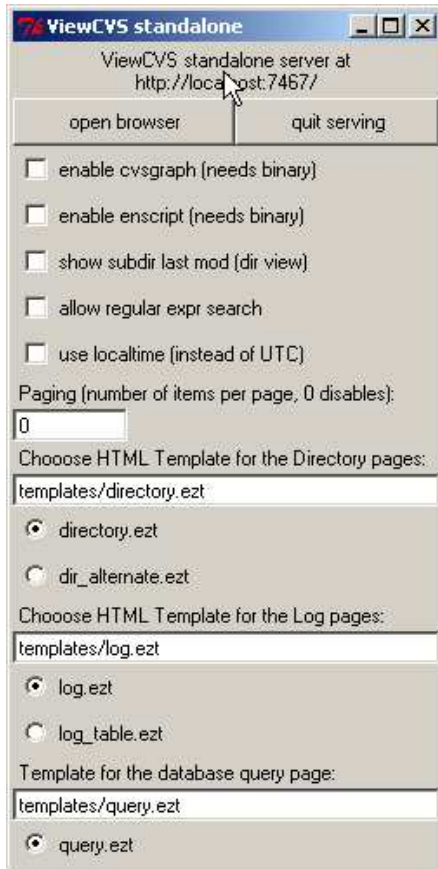 ViewCVS standalone
ViewCVS standalone server at
http://localhost:7467/
open browser
quit serving
enable cvsgraph (needs binary)
enable enscript (needs binary)
show subdir last mod (dir view)
allow regular expr search
use localtime (instead of UTC)
Paging (number of items per page, 0 disables):
0
Chooose HTML Template for the Directory pages:
templates/directory.ezt
directory.ezt
dir_alternate.ezt
Chooose HTML Template for the Log pages:
templates/log.ezt
log.ezt
log_table.ezt
Template for the database query page:
templates/query.ezt
query.ezt